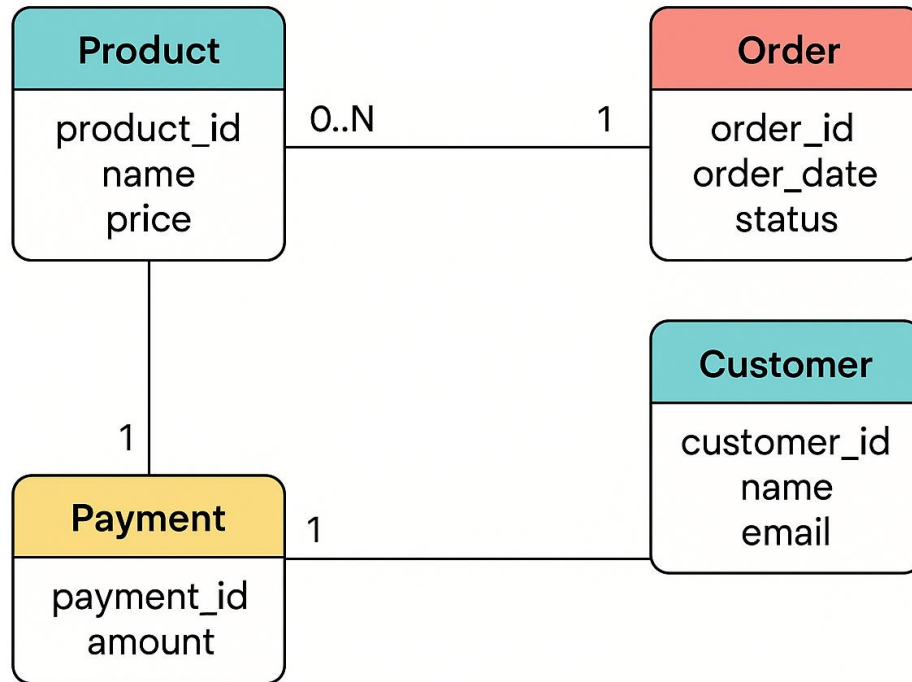 Product
product_id
name
price
0..N
1
Order
order_id
order_date
status
Customer
customer_id
name
email
1
Payment
payment_id
amount
1